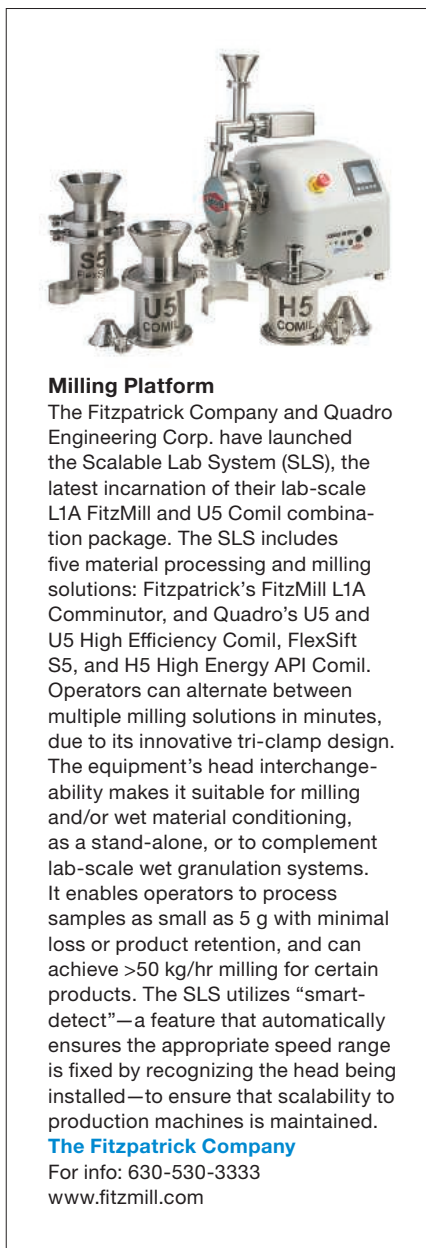 S5
U5
COMIL
H5
COMIL
Milling Platform
The Fitzpatrick Company and Quadro
Engineering Corp. have launched
the Scalable Lab System (SLS), the
latest incarnation of their lab-scale
L1A FitzMill and U5 Comil combina-
tion package. The SLS includes
five material processing and milling
solutions: Fitzpatrick’s FitzMill L1A
Comminutor, and Quadro’s U5 and
U5 High Efficiency Comil, FlexSift
S5, and H5 High Energy API Comil.
Operators can alternate between
multiple milling solutions in minutes,
due to its innovative tri-clamp design.
The equipment’s head interchange-
ability makes it suitable for milling
and/or wet material conditioning,
as a stand-alone, or to complement
lab-scale wet granulation systems.
It enables operators to process
samples as small as 5 g with minimal
loss or product retention, and can
achieve >50 kg/hr milling for certain
products. The SLS utilizes “smart-
detect”—a feature that automatically
ensures the appropriate speed range
is fixed by recognizing the head being
installed—to ensure that scalability to
production machines is maintained.
The Fitzpatrick Company
For info: 630-530-3333
www.fitzmill.com